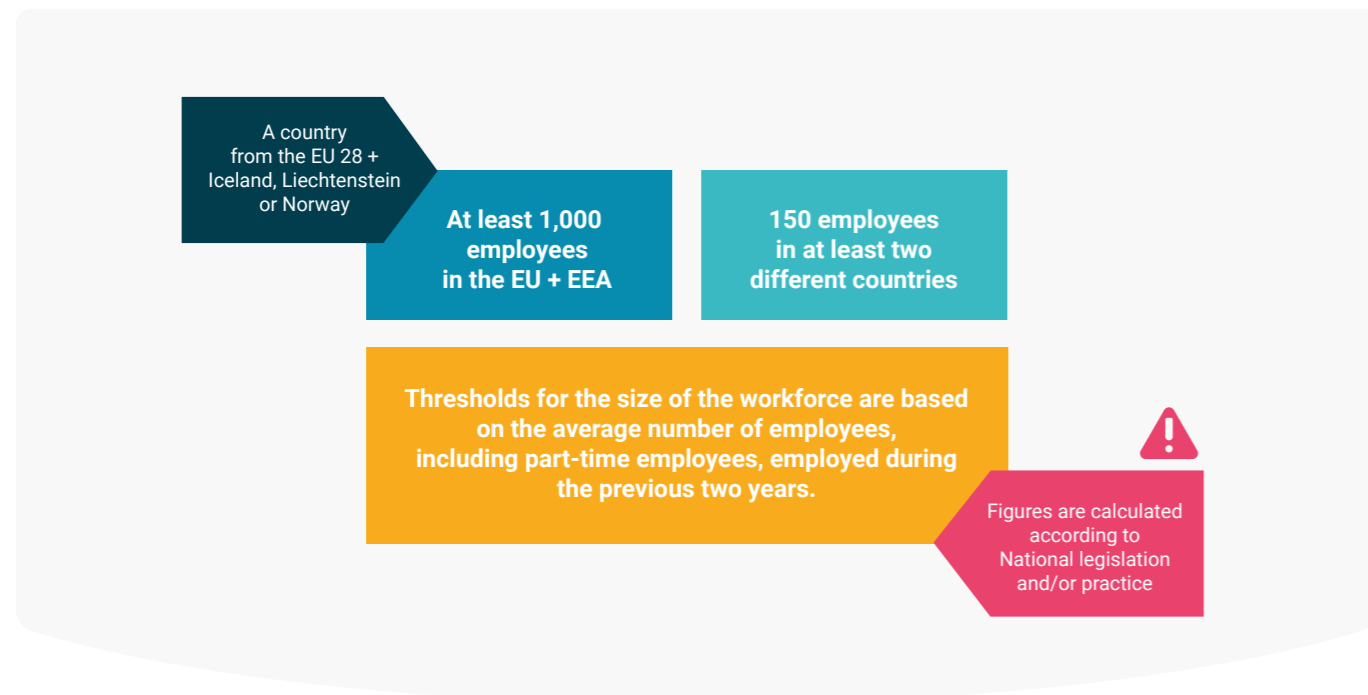 A country
from the EU 28 +
Iceland, Liechtenstein
or Norway
At least 1,000
employees
in the EU + EEA
150 employees
in at least two
different countries
Thresholds for the size of the workforce are based
on the average number of employees,
including part-time employees, employed during
the previous two years.
Figures are calculated
according to
National legislation
and/or practice